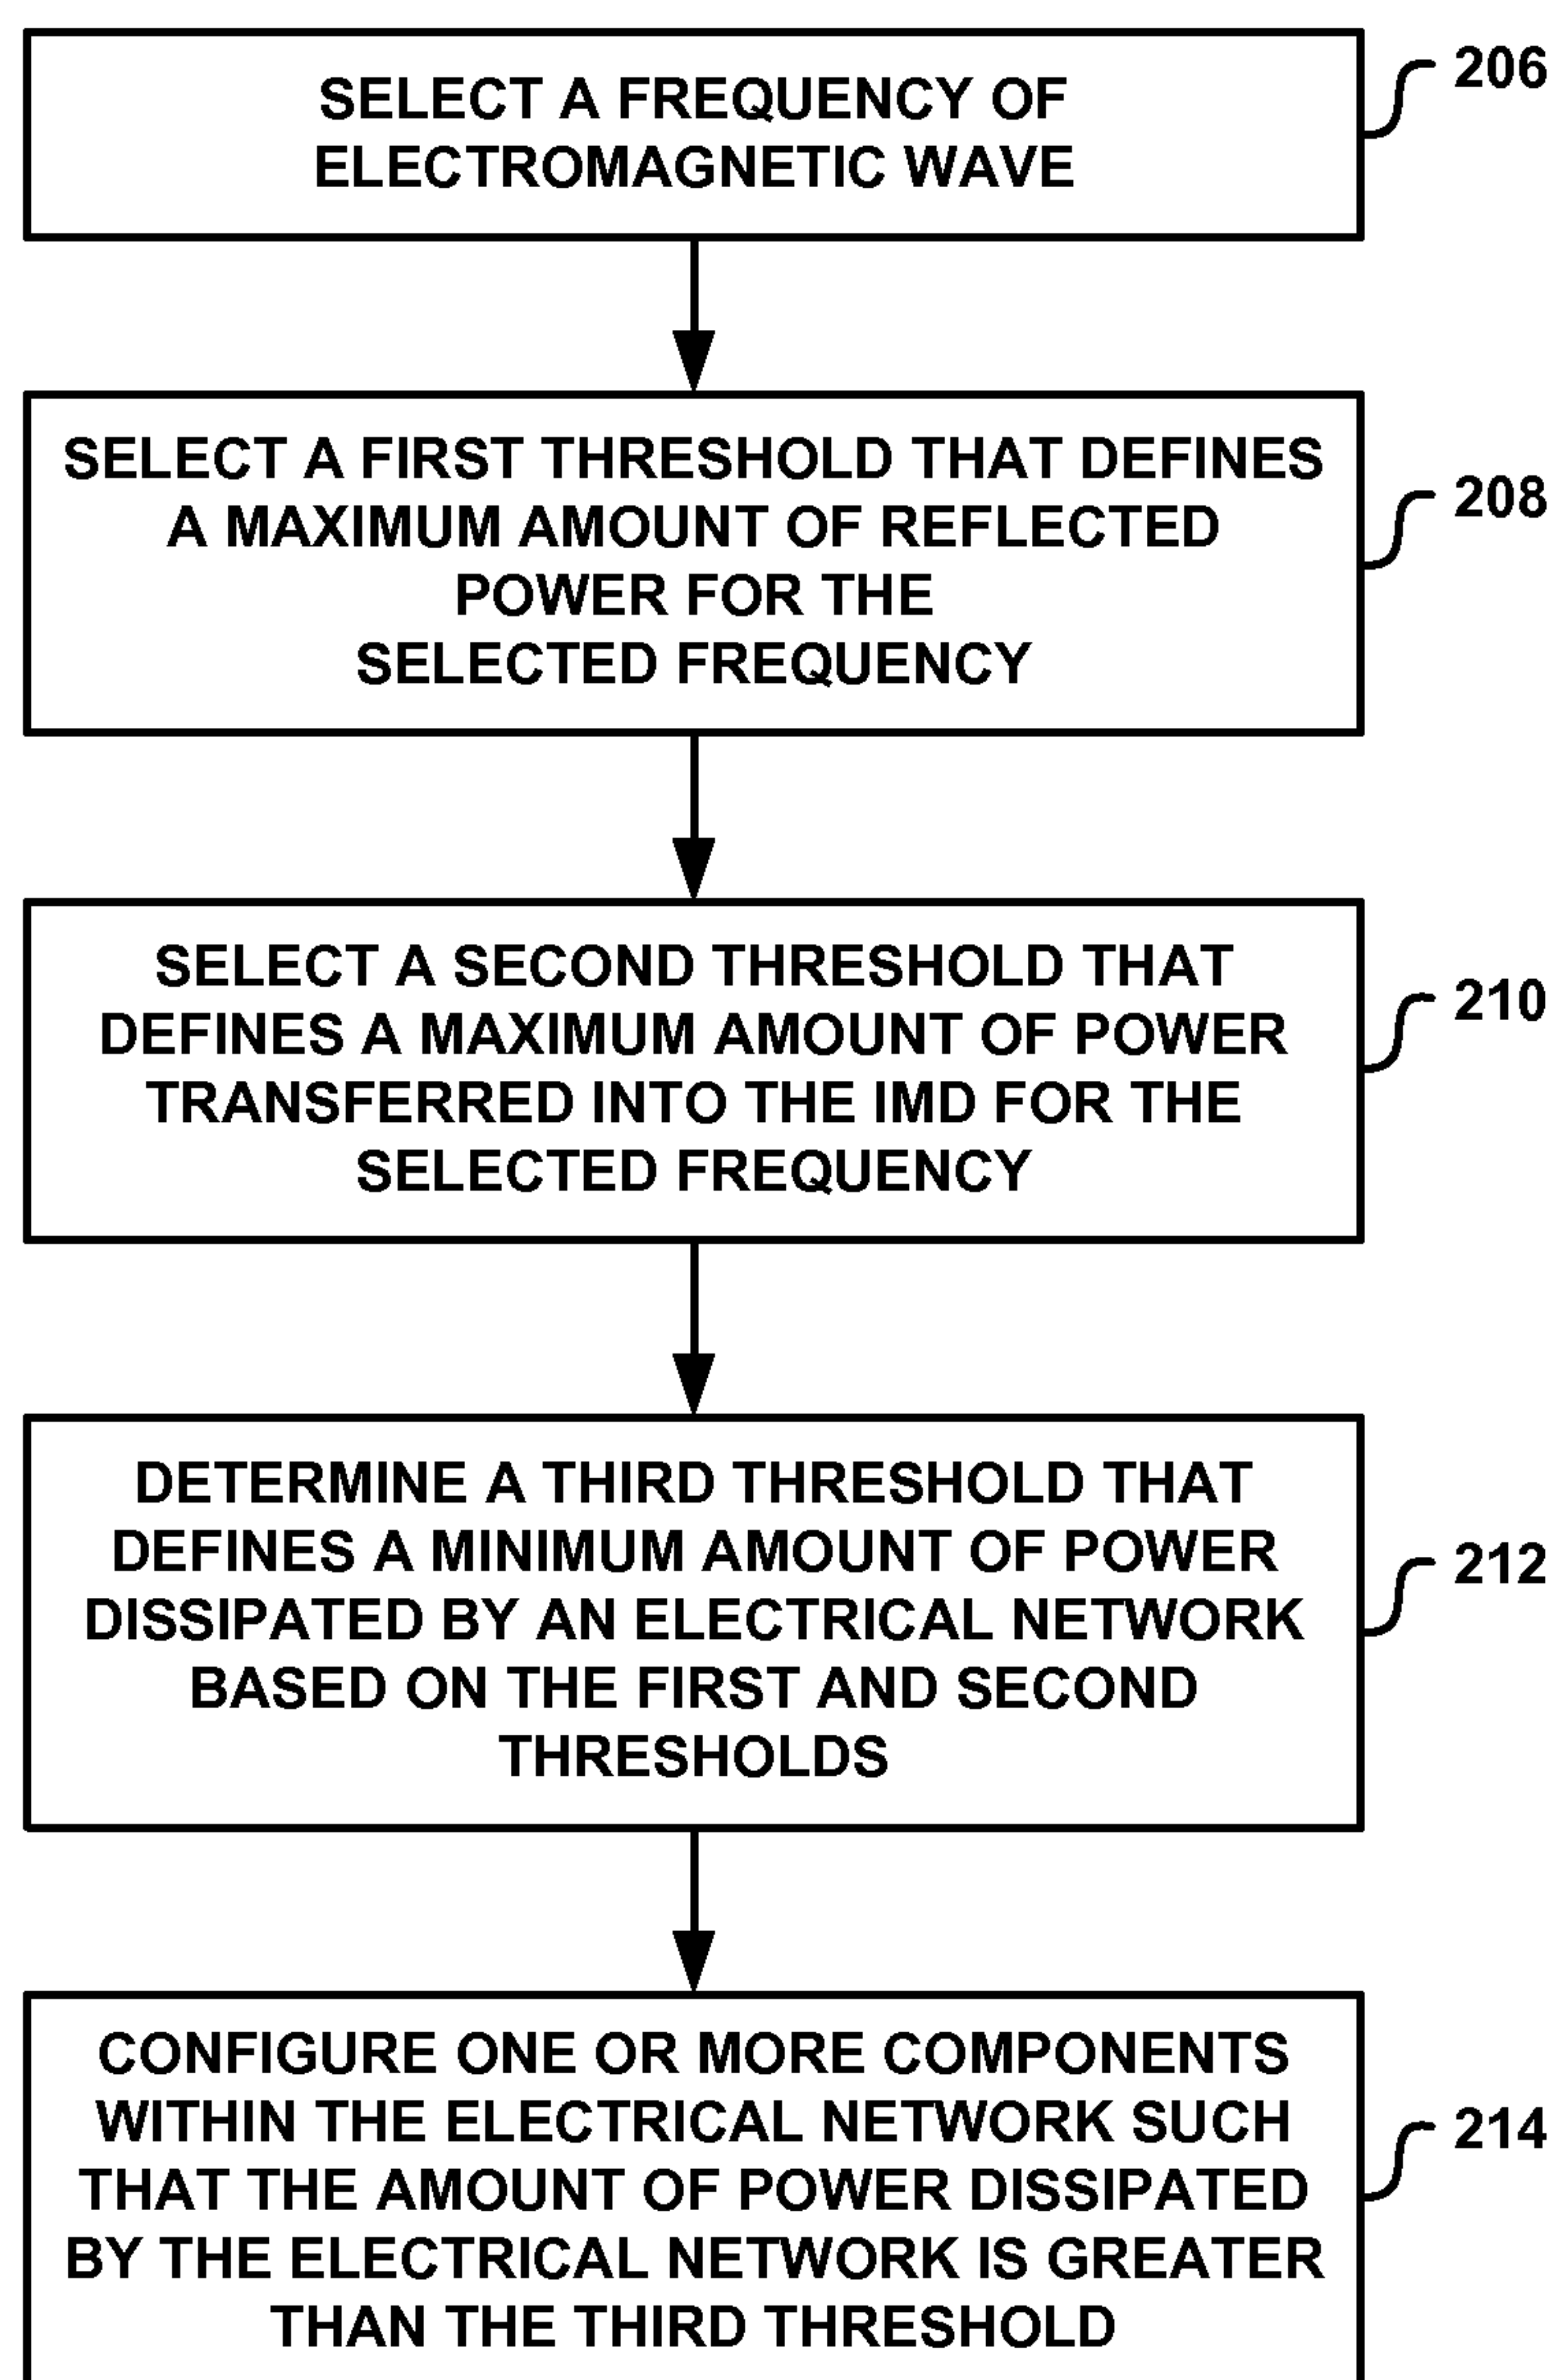 SELECT A FREQUENCY OF
ELECTROMAGNETIC WAVE
206
SELECT A FIRST THRESHOLD THAT DEFINES
A MAXIMUM AMOUNT OF REFLECTED
POWER FOR THE
SELECTED FREQUENCY
208
SELECT A SECOND THRESHOLD THAT
DEFINES A MAXIMUM AMOUNT OF POWER
TRANSFERRED INTO THE IMD FOR THE
SELECTED FREQUENCY
210
DETERMINE A THIRD THRESHOLD THAT
DEFINES A MINIMUM AMOUNT OF POWER
DISSIPATED BY AN ELECTRICAL NETWORK
BASED ON THE FIRST AND SECOND
THRESHOLDS
212
CONFIGURE ONE OR MORE COMPONENTS
WITHIN THE ELECTRICAL NETWORK SUCH
THAT THE AMOUNT OF POWER DISSIPATED
BY THE ELECTRICAL NETWORK IS GREATER
THAN THE THIRD THRESHOLD
214